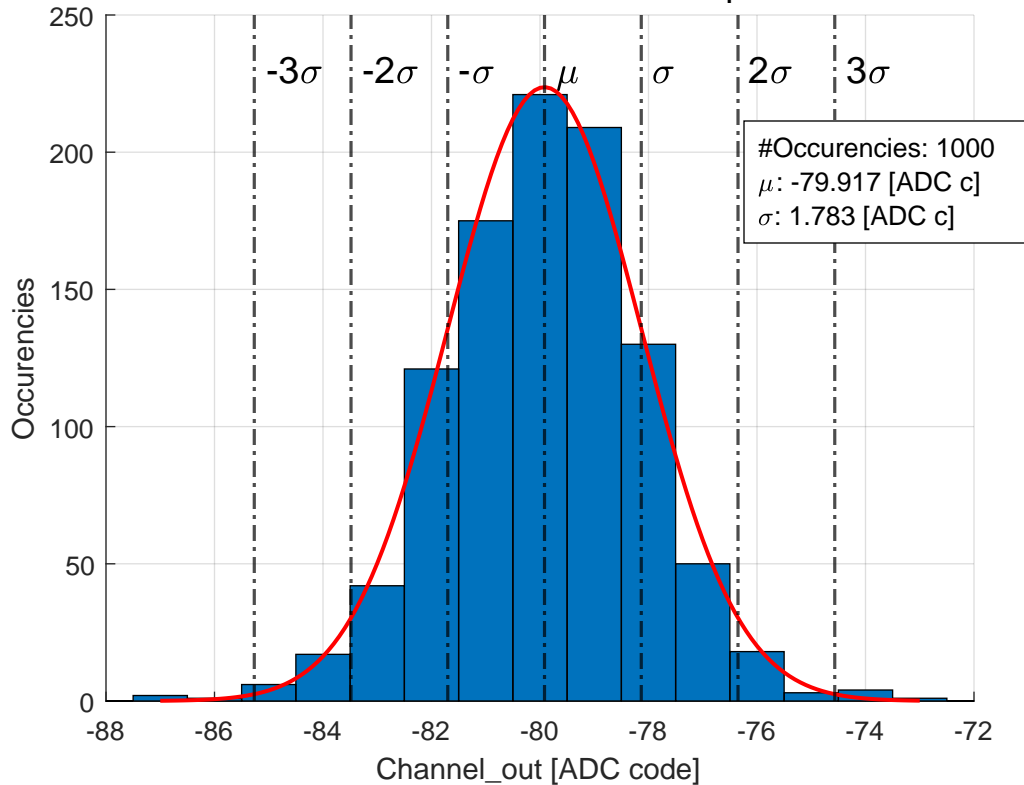 250
-3σ -2σ -σ μ σ 2σ 3σ
#Occurencies: 1000
μ: -79.917 [ADC c]
σ: 1.783 [ADC c]
200
150
100
50
0
Occurencies
-88 -86 -84 -82 -80 -78 -76 -74 -72
Channel_out [ADC code]